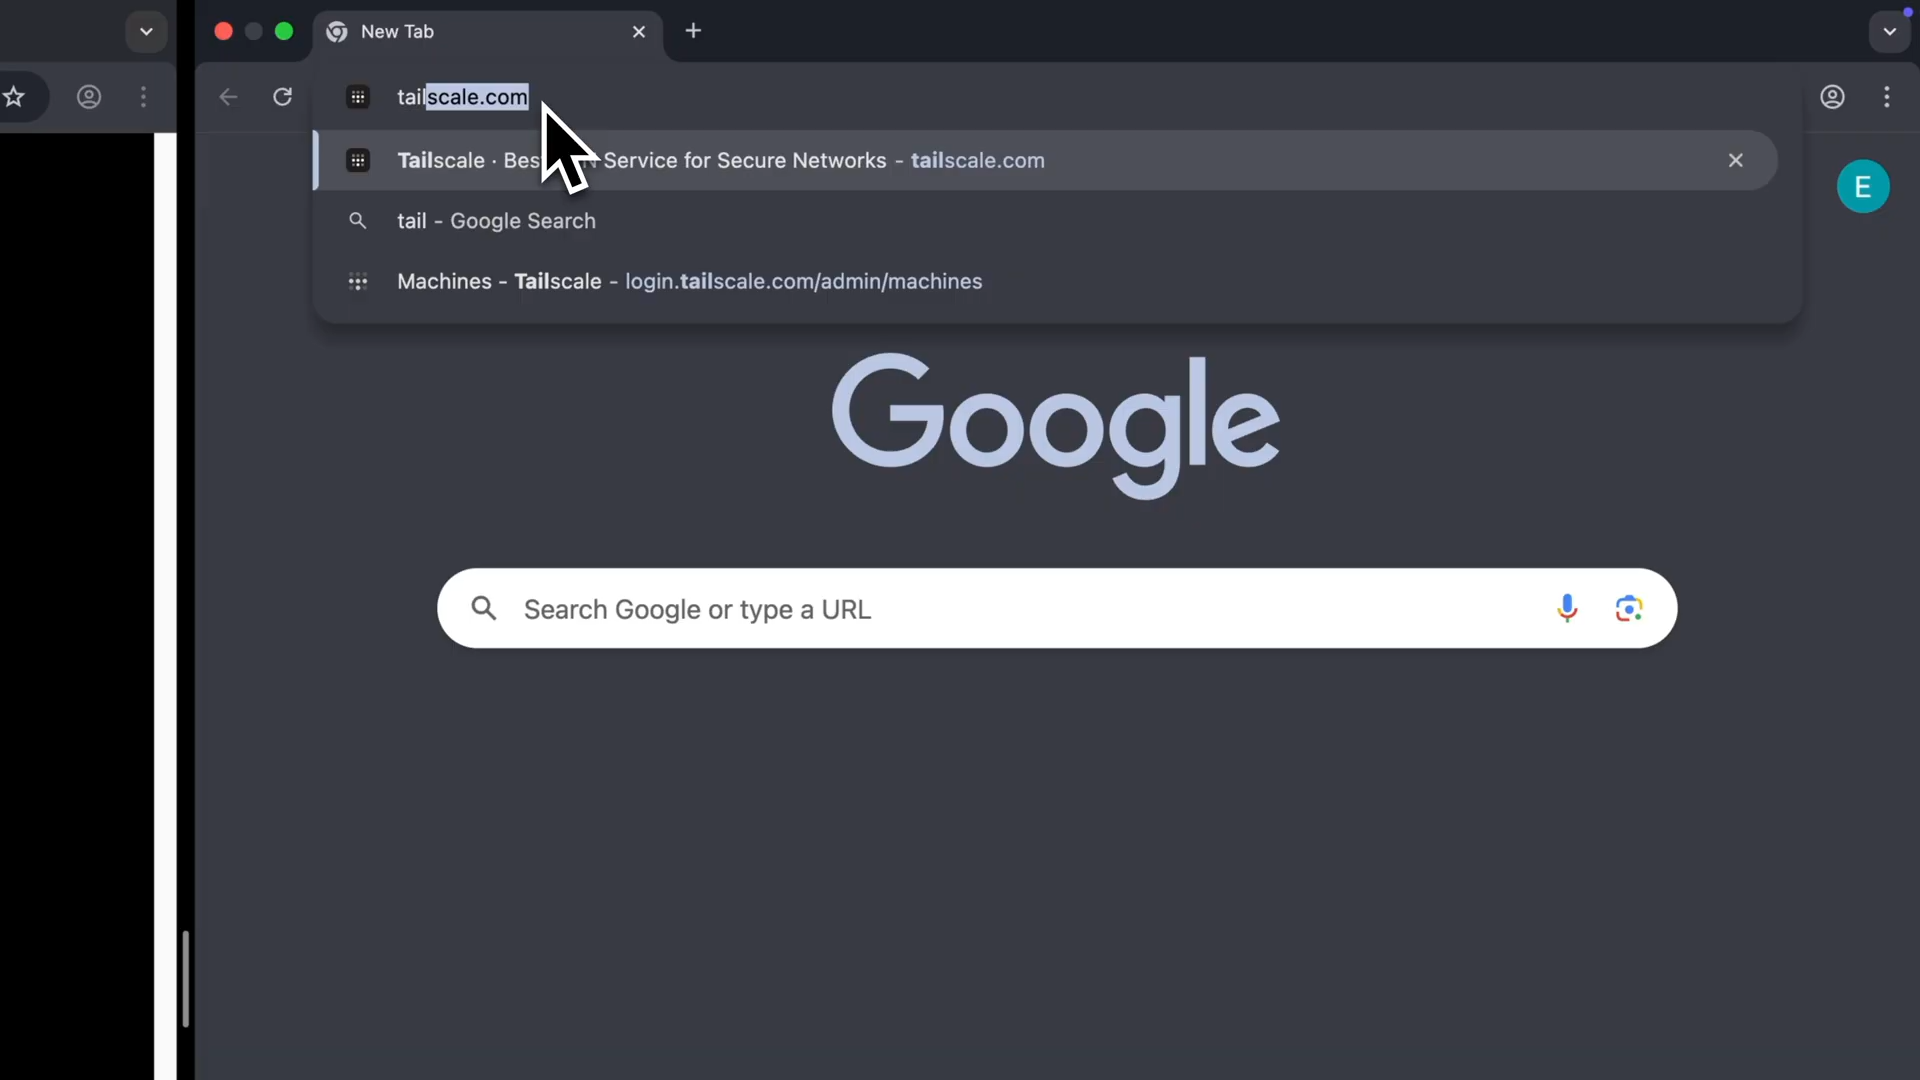 New Tab
tailscale.com
Tailscale · Bes Service for Secure Networks – tailscale.com
tail – Google Search
Machines – Tailscale – login.tailscale.com/admin/machines
E
Google
Search Google or type a URL